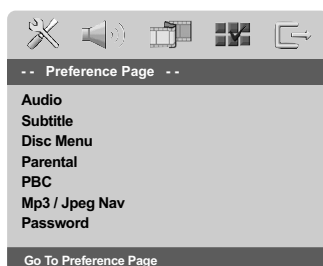 - - Preference Page - -
Audio
Subtitle
Disc Menu
Parental
PBC
Mp3 / Jpeg Nav
Password
Go To Preference Page